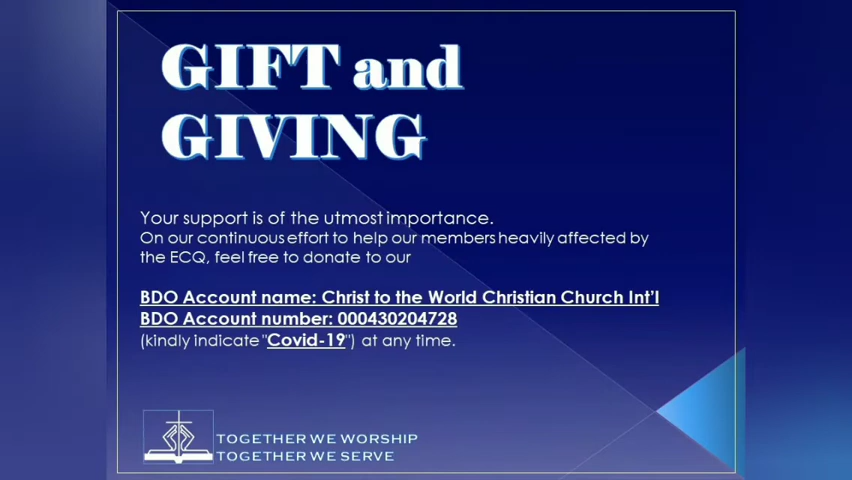 GIFT and
GIVING
Your support is of the utmost importance.
On our continuous effort to help our members heavily affected by
the ECQ, feel free to donate to our
BDO Account name: Christ to the World Christian Church Int'l
BDO Account number: 000430204728
(kindly indicate "Covid-19") at any time.
TOGETHER WE WORSHIP
TOGETHER WE SERVE